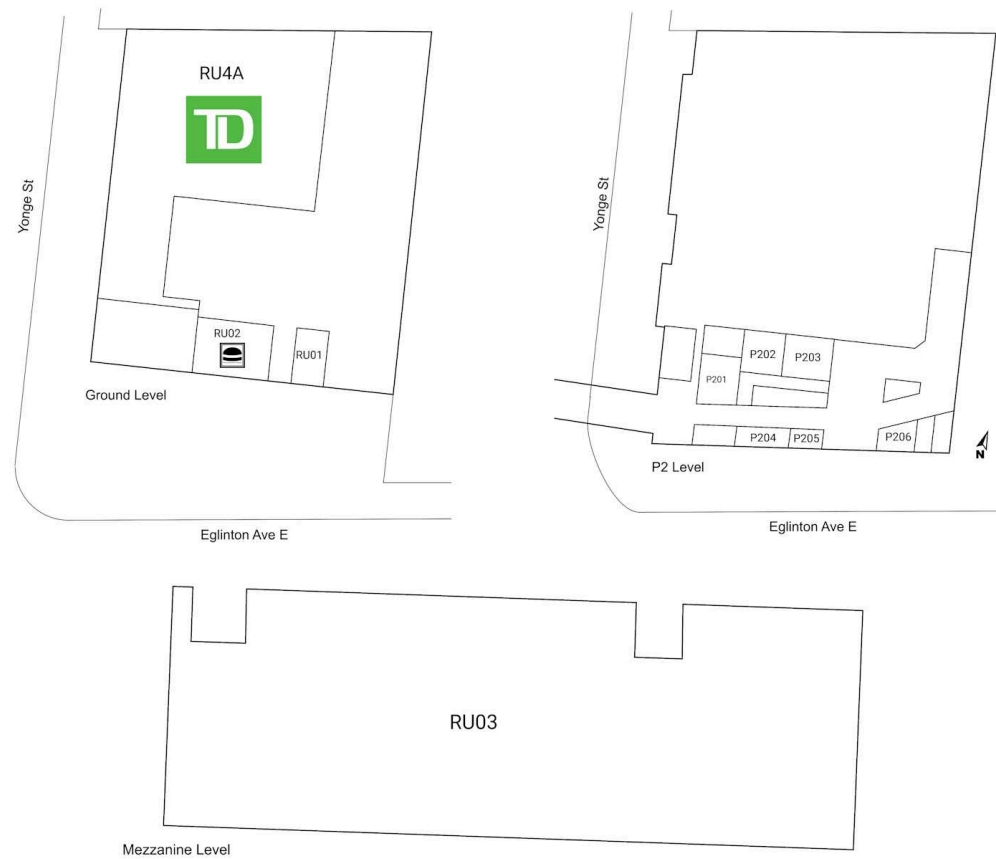 RU4A
TD
Yonge St
RU02
RU01
Ground Level
Eglinton Ave E
Yonge St
P202
P203
P201
P204
P205
P206
P2 Level
N
Eglinton Ave E
RU03
Mezzanine Level